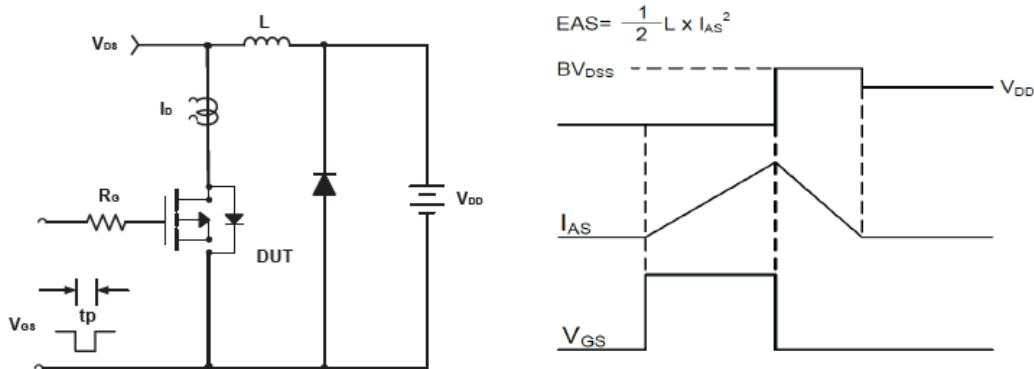 L
VDS
ID
RG
VDD
DUT
tp
VGS
EAS= 1/2 L x IAS²
BVDSS
VDD
IAS
VGS